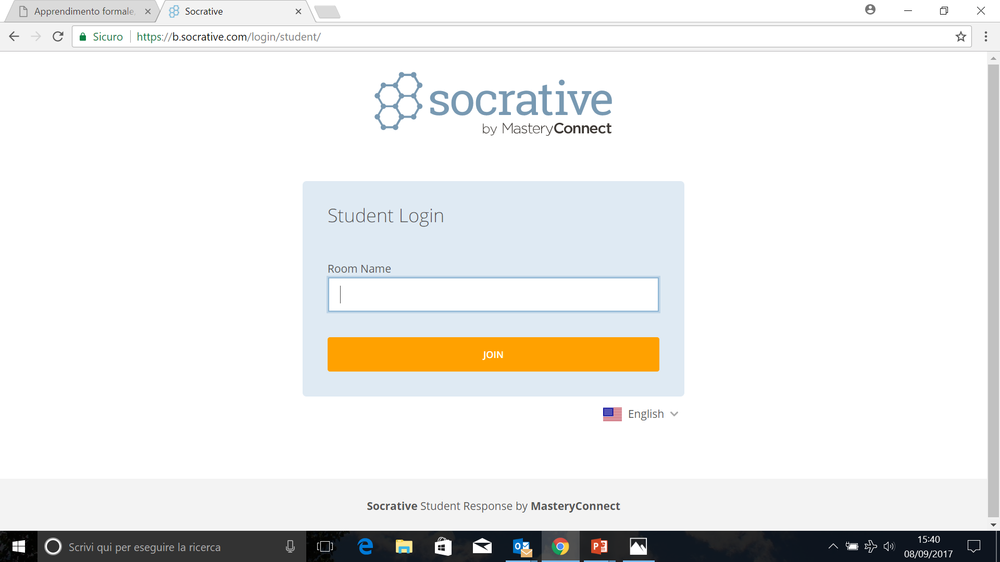 Apprendimento formale,
Socrative
Sicuro
https://b.socrative.com/login/student/
socrative
by MasteryConnect
Student Login
Room Name
JOIN
English
Socrative Student Response by MasteryConnect
Scrivi qui per eseguire la ricerca
15:40
08/09/2017